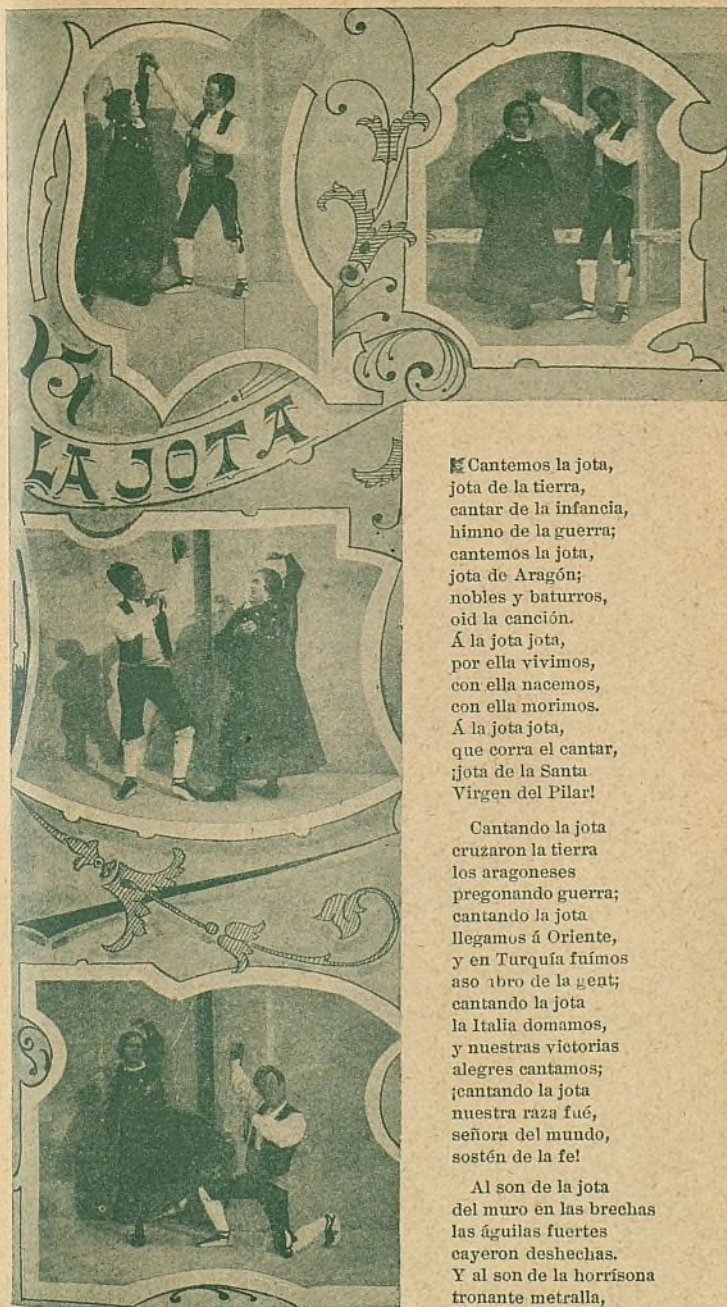 LA JOTA
Cantemos la jota,
jota de la tierra,
cantar de la infancia,
himno de la guerra;
cantemos la jota,
jota de Aragón;
nobles y baturros,
oid la canción.
Á la jota jota,
por ella vivimos,
con ella nacemos,
con ella morimos.
Á la jota jota,
que corra el cantar,
¡jota de la Santa
Virgen del Pilar!
Cantando la jota
cruzaron la tierra
los aragoneses
pregonando guerra;
cantando la jota
llegamos á Oriente,
y en Turquía fuímos
de la gent;
cantando la jota
la Italia domamos,
y nuestras victorias
alegres cantamos;
¡cantando la jota
nuestra raza fué,
señora del mundo,
sostén de la fe!
Al son de la jota
del muro en las brechas
las águilas fuertes
cayeron deshechas.
Y al son de la horrísona
tronante metralla,